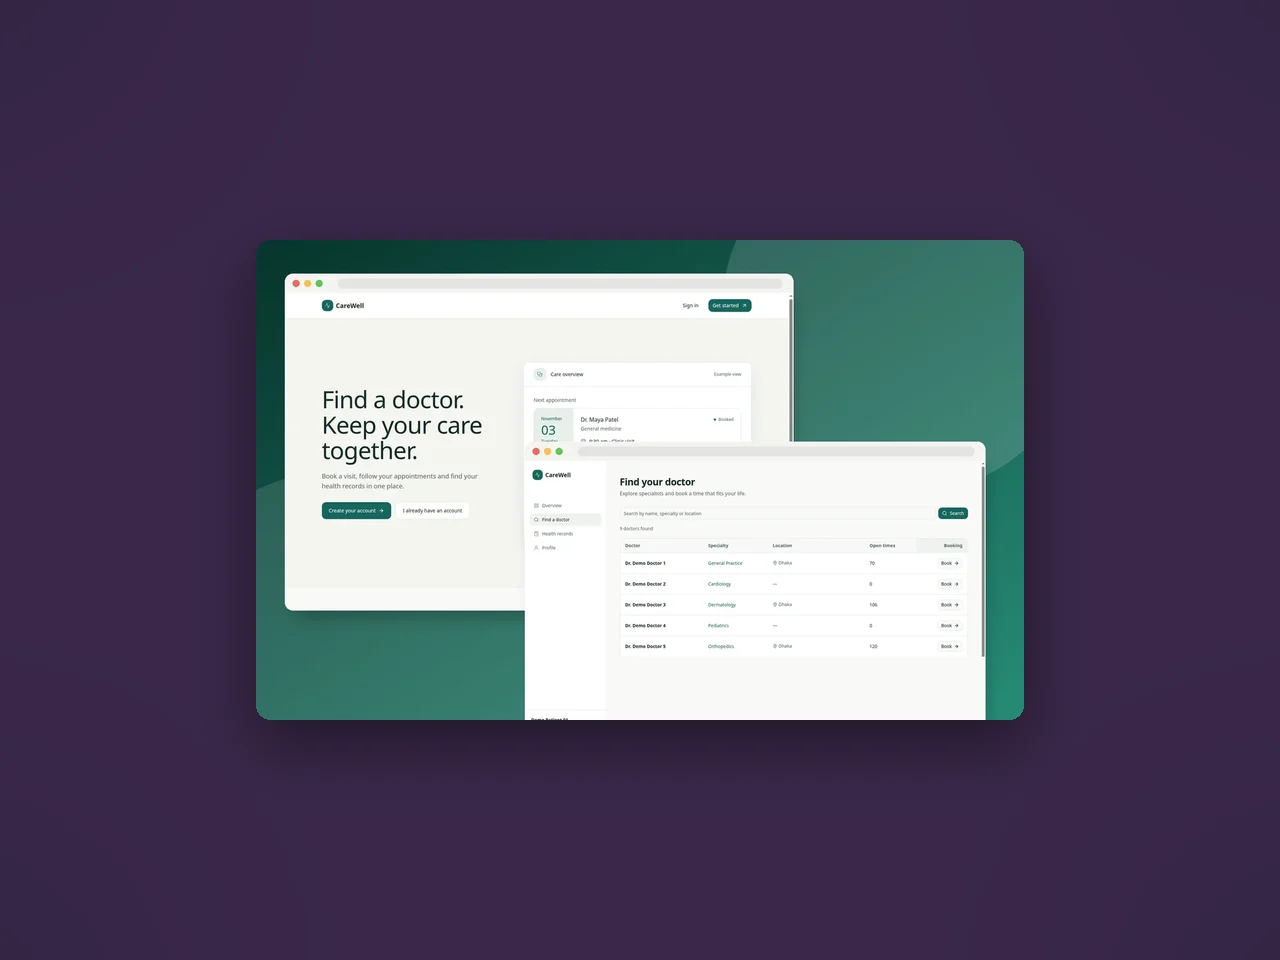 CareWell
Sign in
Get started
Find a doctor.
Keep your care
together.
Book a visit, follow your appointments and find your
health records in one place.
Create your account
I already have an account
Care overview
Example view
Next appointment
November
03
Dr. Maya Patel
General medicine
Booked
CareWell
Overview
Find a doctor
Health records
Profile
Find your doctor
Explore specialists and book a time that fits your life.
Search by name, specialty or location
Search
9 doctors found
Doctor Specialty Location Open times Booking
Dr. Demo Doctor 1 General Practice Dhaka 70 Book
Dr. Demo Doctor 2 Cardiology — 0 Book
Dr. Demo Doctor 3 Dermatology Dhaka 106 Book
Dr. Demo Doctor 4 Pediatrics — 0 Book
Dr. Demo Doctor 5 Orthopedics Dhaka 120 Book